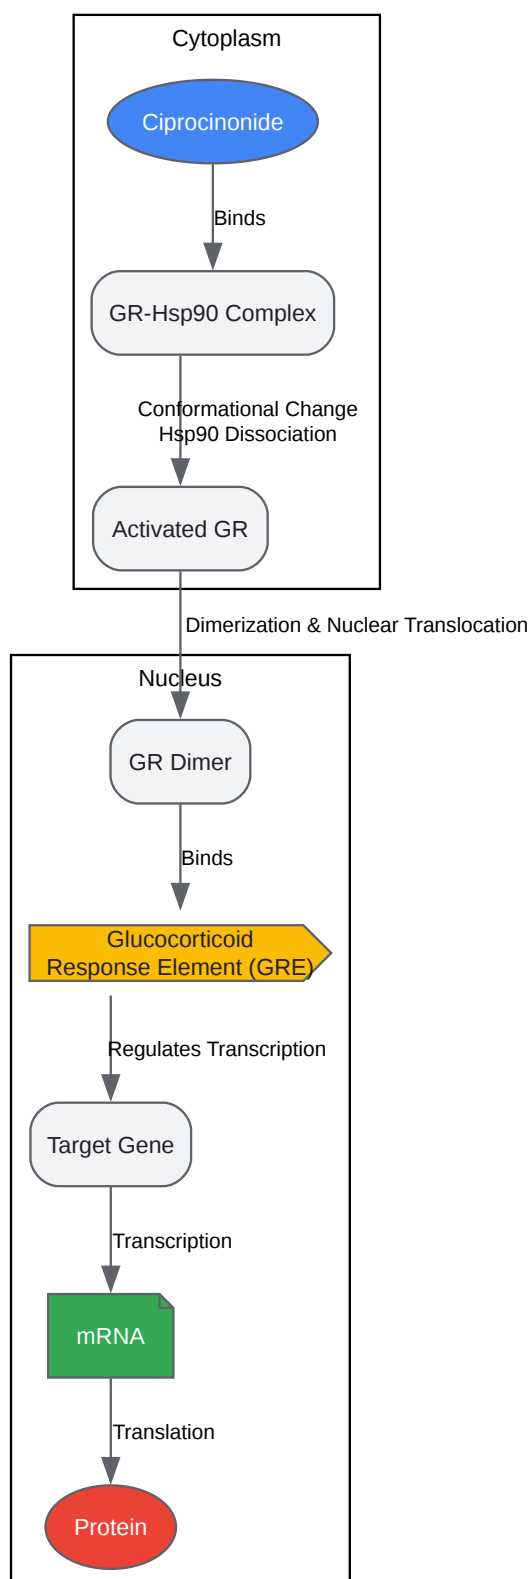 Cytoplasm
Ciprocinonide
Binds
GR-Hsp90 Complex
Conformational Change
Hsp90 Dissociation
Activated GR
Dimerization & Nuclear Translocation
Nucleus
GR Dimer
Binds
Glucocorticoid
Response Element (GRE)
Regulates Transcription
Target Gene
Transcription
mRNA
Translation
Protein